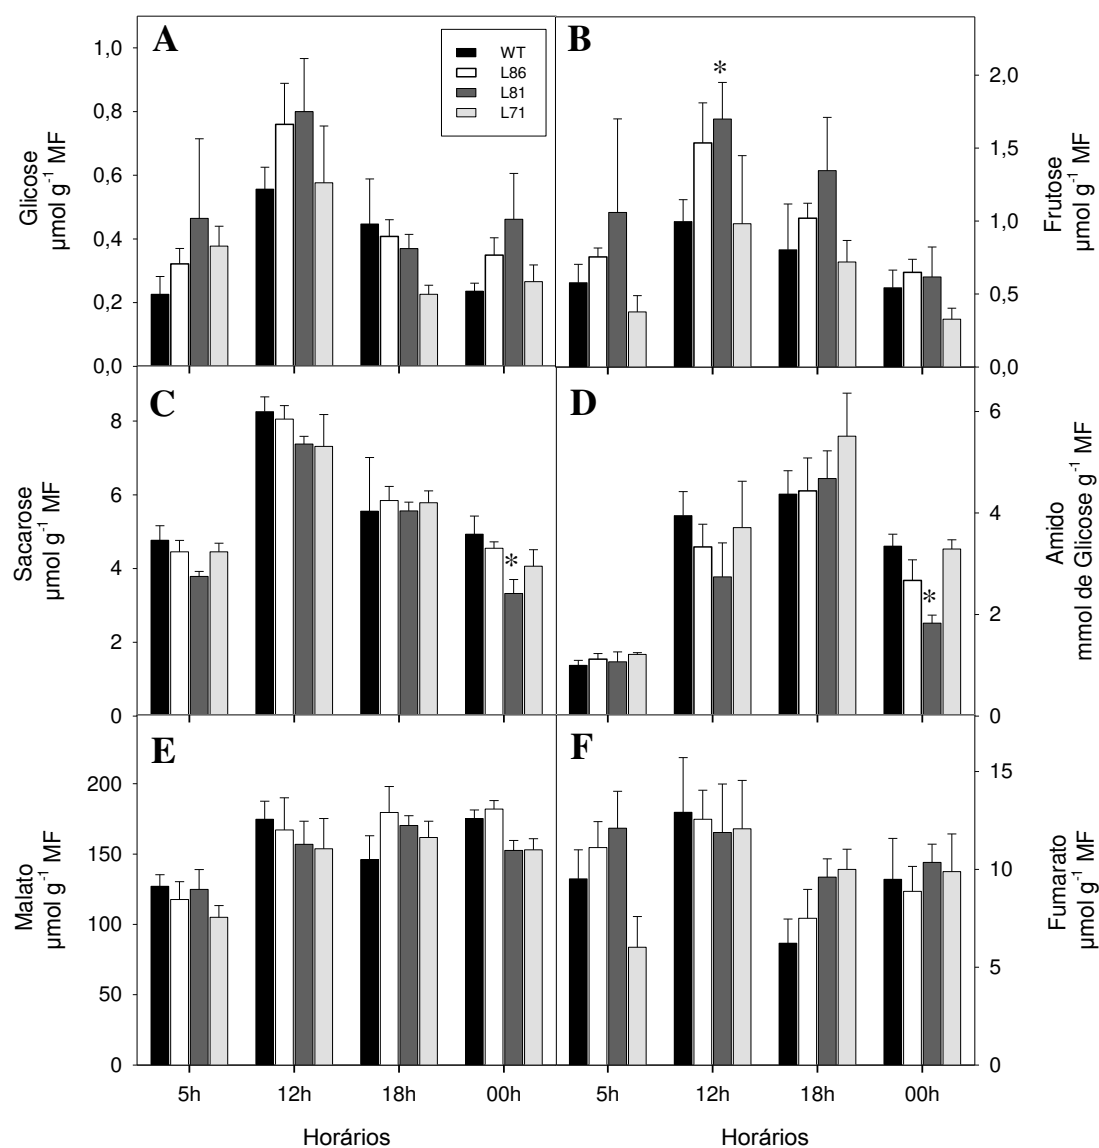 A
B
WT
L86
L81
L71
1,0
0,8
0,6
0,4
0,2
0,0
Glicose
µmol g-1 MF
*
2,0
1,5
1,0
0,5
0,0
Frutose
µmol g-1 MF
C
D
8
6
4
2
0
Sacarose
µmol g-1 MF
*
*
6
4
2
0
Amido
mmol de Glicose g-1 MF
E
F
200
150
100
50
0
Malato
µmol g-1 MF
15
10
5
0
Fumarato
µmol g-1 MF
5h 12h 18h 00h 5h 12h 18h 00h
Horários Horários